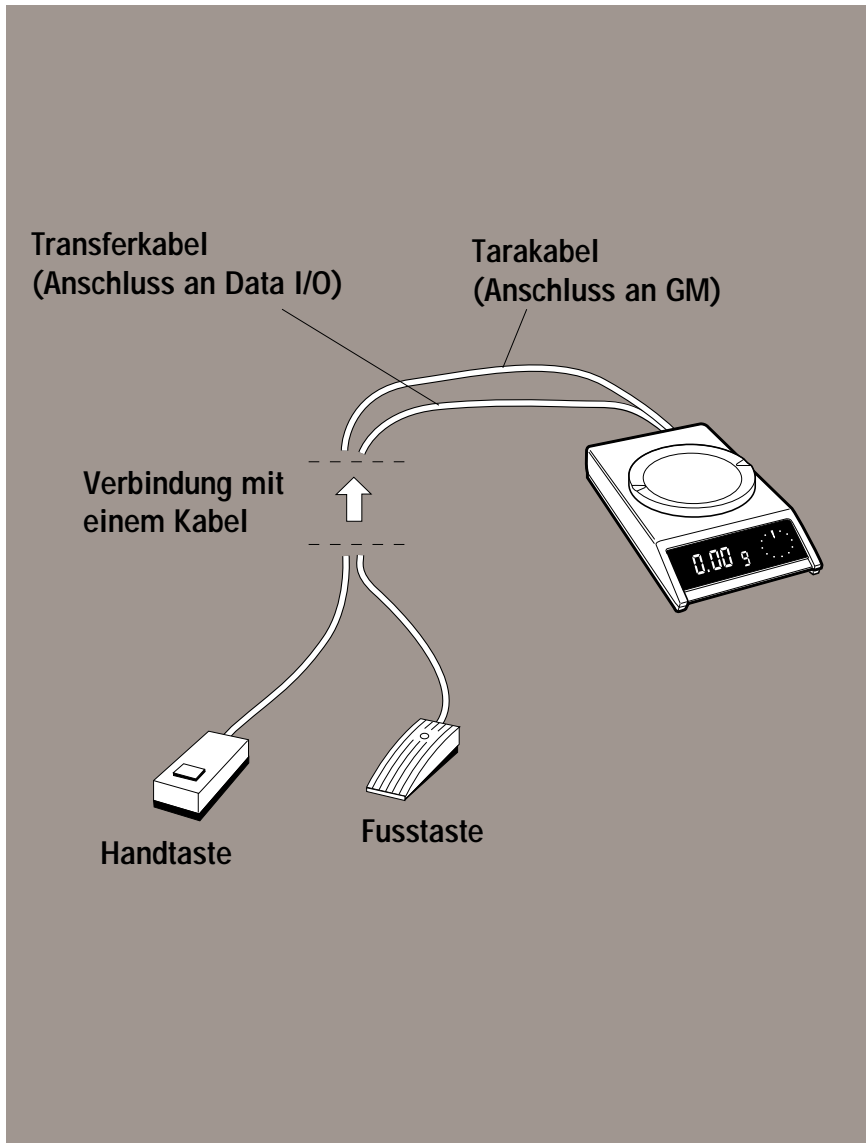 Transferkabel
(Anschluss an Data I/O)
Tarakabel
(Anschluss an GM)
Verbindung mit
einem Kabel
0.00 g
Handtaste
Fusstaste